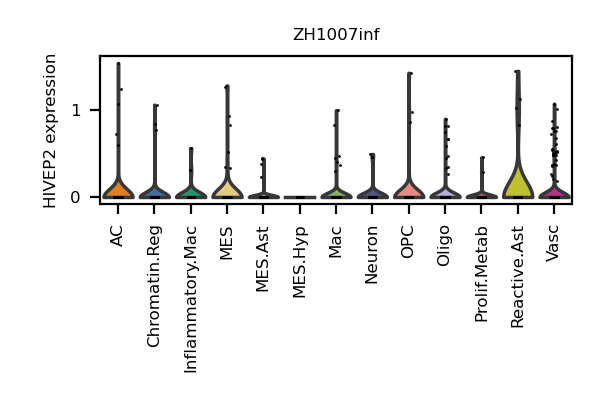 ZH1007inf
HIVEP2 expression
1
0
AC
Chromatin.Reg
Inflammatory.Mac
MES
MES.Ast
MES.Hyp
Mac
Neuron
OPC
Oligo
Prolif.Metab
Reactive.Ast
Vasc